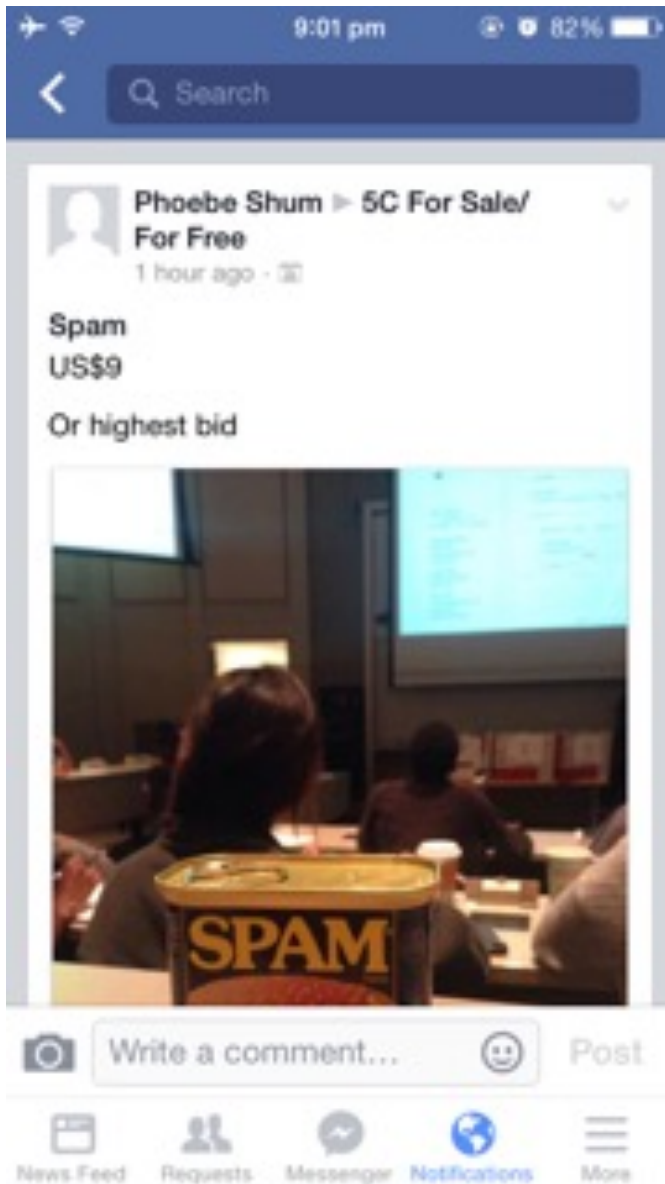 9:01 pm
82%
Search
Phoebe Shum ▶ 5C For Sale/
For Free
1 hour ago ·
Spam
US$9
Or highest bid
SPAM
Write a comment...
Post
News Feed
Requests
Messenger
Notifications
More